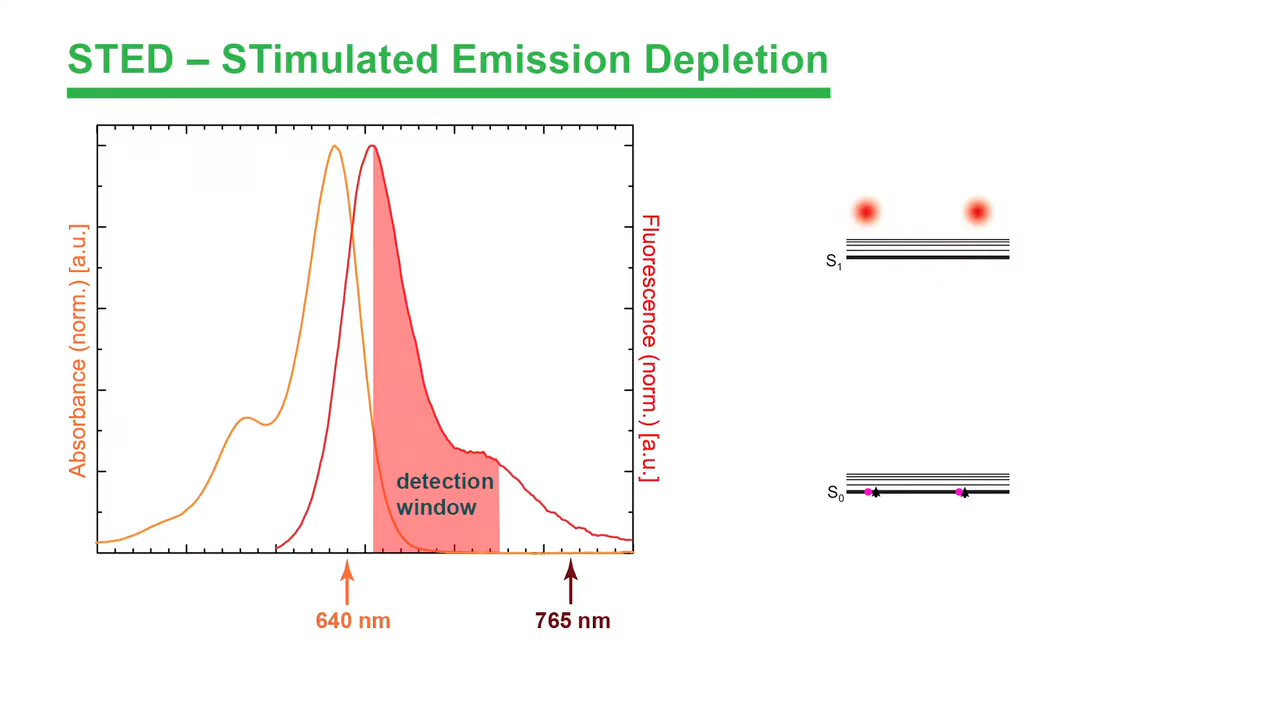 STED – STimulated Emission Depletion
Absorbance (norm.) [a.u.]
Fluorescence (norm.) [a.u.]
detection
window
640 nm
765 nm
S1
S0